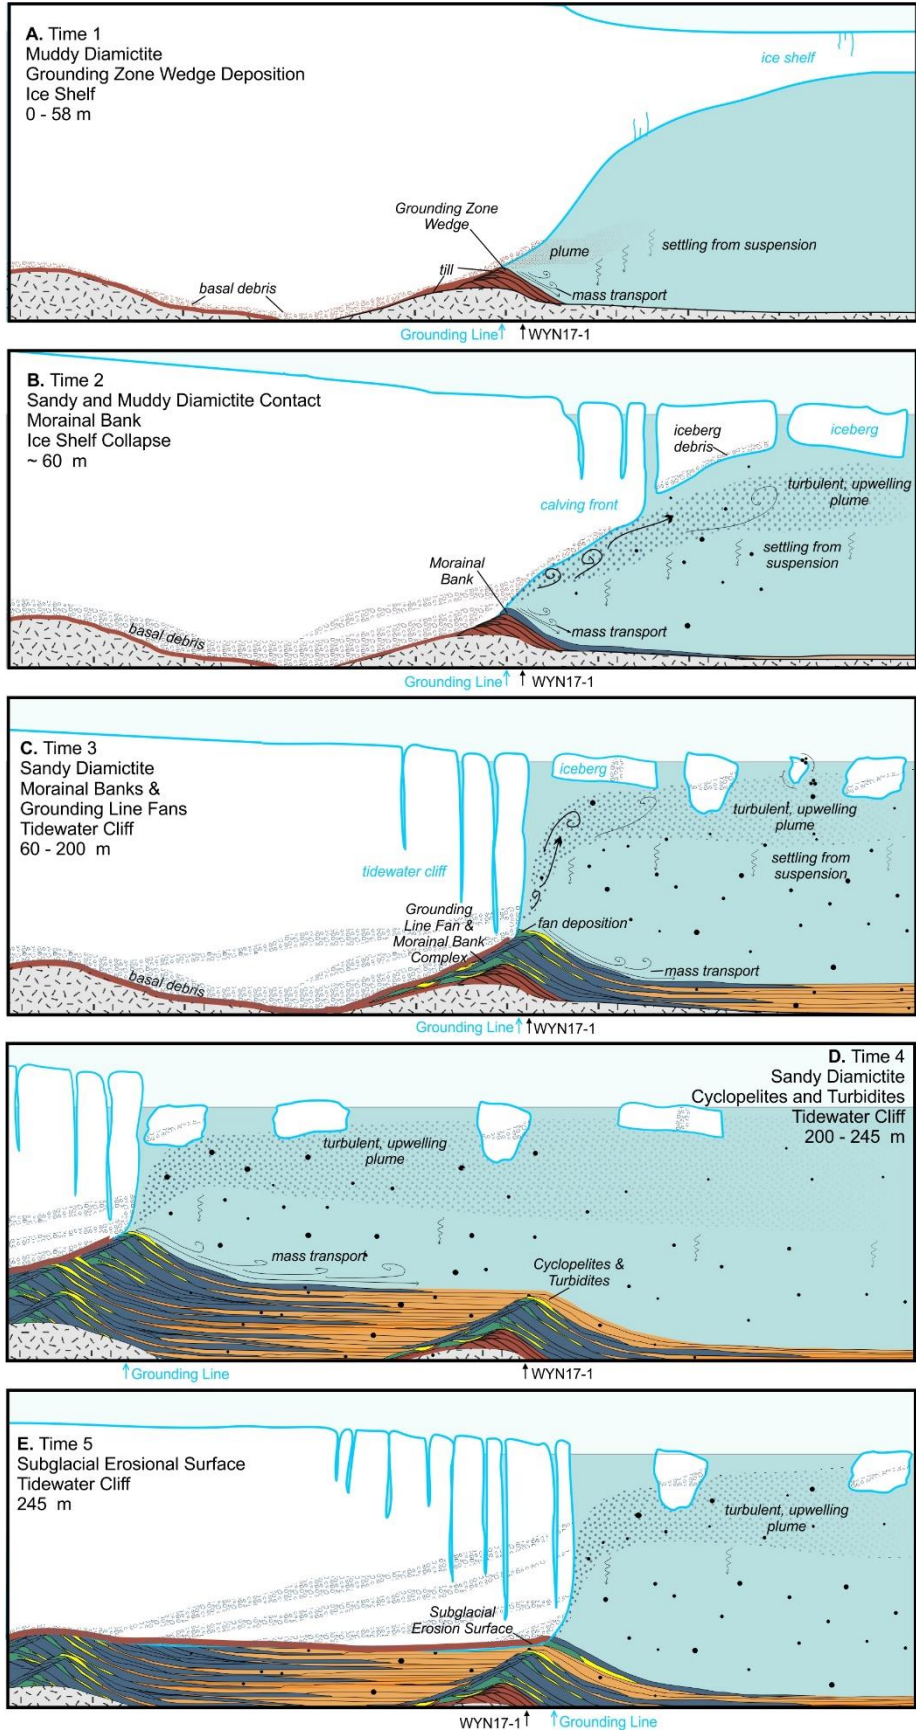 A. Time 1
Muddy Diamictite
Grounding Zone Wedge Deposition
Ice Shelf
0 - 58 m
ice shelf
Grounding Zone
Wedge
plume
settling from suspension
till
basal debris
mass transport
Grounding Line
WYN17-1
B. Time 2
Sandy and Muddy Diamictite Contact
Morainal Bank
Ice Shelf Collapse
~ 60 m
iceberg
debris
iceberg
turbulent, upwelling
plume
calving front
settling from
suspension
Morainal
Bank
basal debris
mass transport
Grounding Line
WYN17-1
C. Time 3
Sandy Diamictite
Morainal Banks &
Grounding Line Fans
Tidewater Cliff
60 - 200 m
iceberg
turbulent, upwelling
plume
tidewater cliff
settling from
suspension
Grounding
Line Fan &
Morainal Bank
Complex
fan deposition
mass transport
basal debris
Grounding Line
WYN17-1
D. Time 4
Sandy Diamictite
Cyclopelites and Turbidites
Tidewater Cliff
200 - 245 m
turbulent, upwelling
plume
mass transport
Cyclopelites &
Turbidites
Grounding Line
WYN17-1
E. Time 5
Subglacial Erosional Surface
Tidewater Cliff
245 m
turbulent, upwelling
plume
Subglacial
Erosion Surface
WYN17-1
Grounding Line